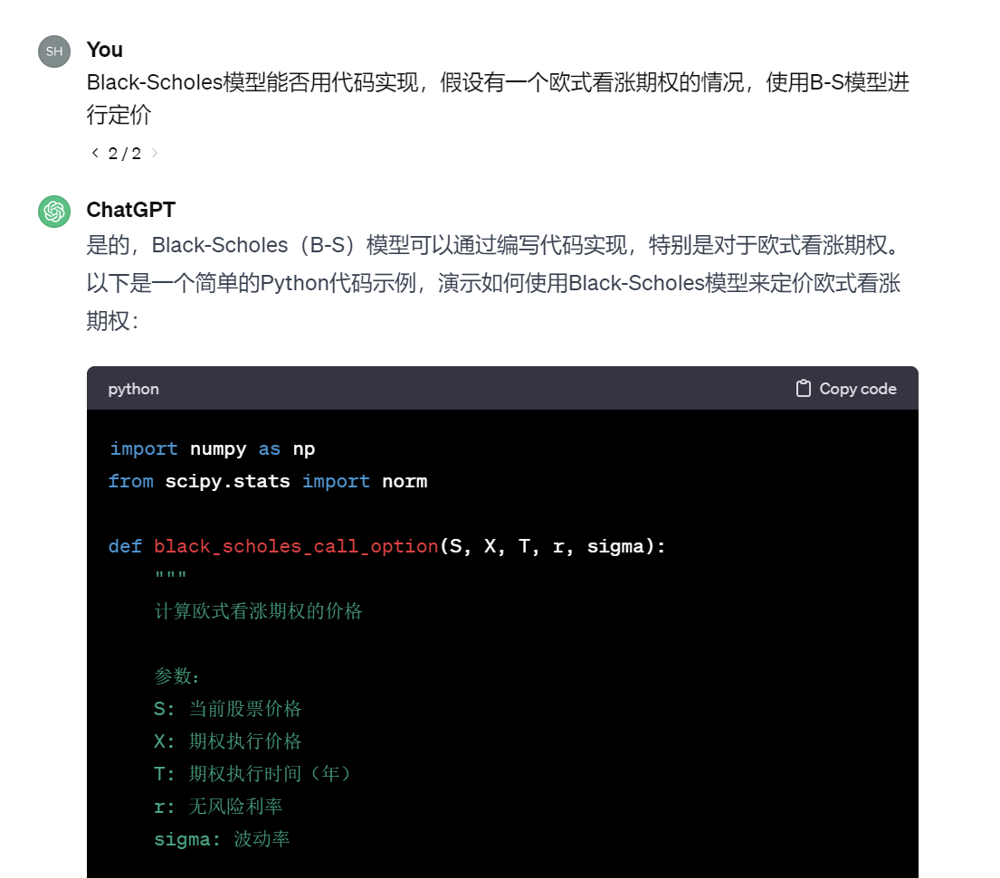 SH
You
Black-Scholes模型能否用代码实现，假设有一个欧式看涨期权的情况，使用B-S模型进
行定价
< 2 / 2 >
ChatGPT
是的，Black-Scholes（B-S）模型可以通过编写代码实现，特别是对于欧式看涨期权。
以下是一个简单的Python代码示例，演示如何使用Black-Scholes模型来定价欧式看涨
期权：
python
Copy code
import numpy as np
from scipy.stats import norm
def black_scholes_call_option(S, X, T, r, sigma):
"""
计算欧式看涨期权的价格
参数：
S: 当前股票价格
X: 期权执行价格
T: 期权执行时间（年）
r: 无风险利率
sigma: 波动率